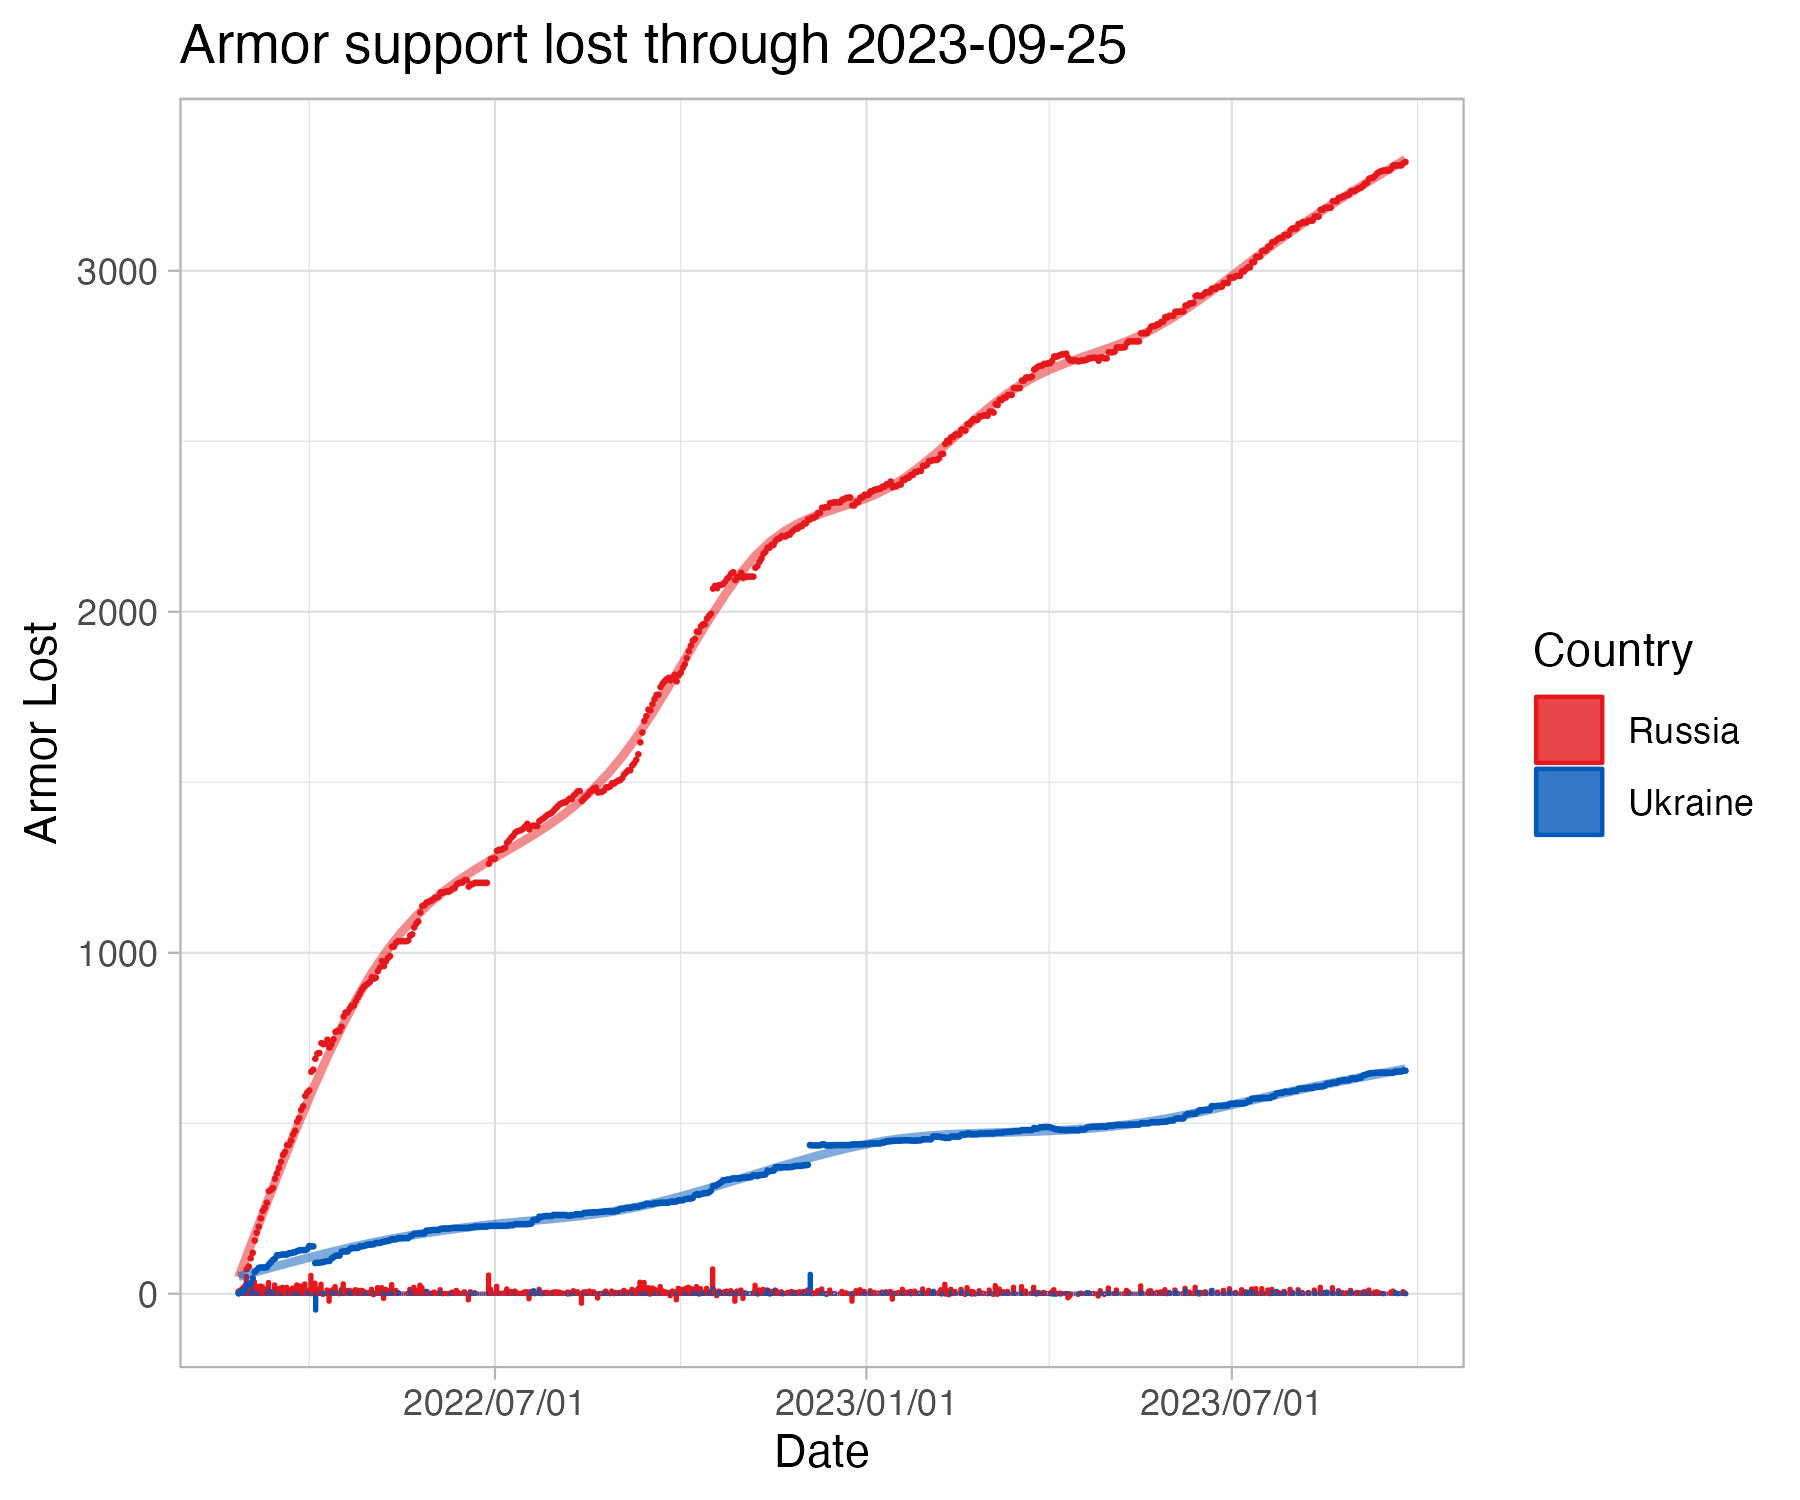 Armor support lost through 2023-09-25
Armor Lost
3000
2000
1000
0
2022/07/01
2023/01/01
2023/07/01
Date
Country
Russia
Ukraine